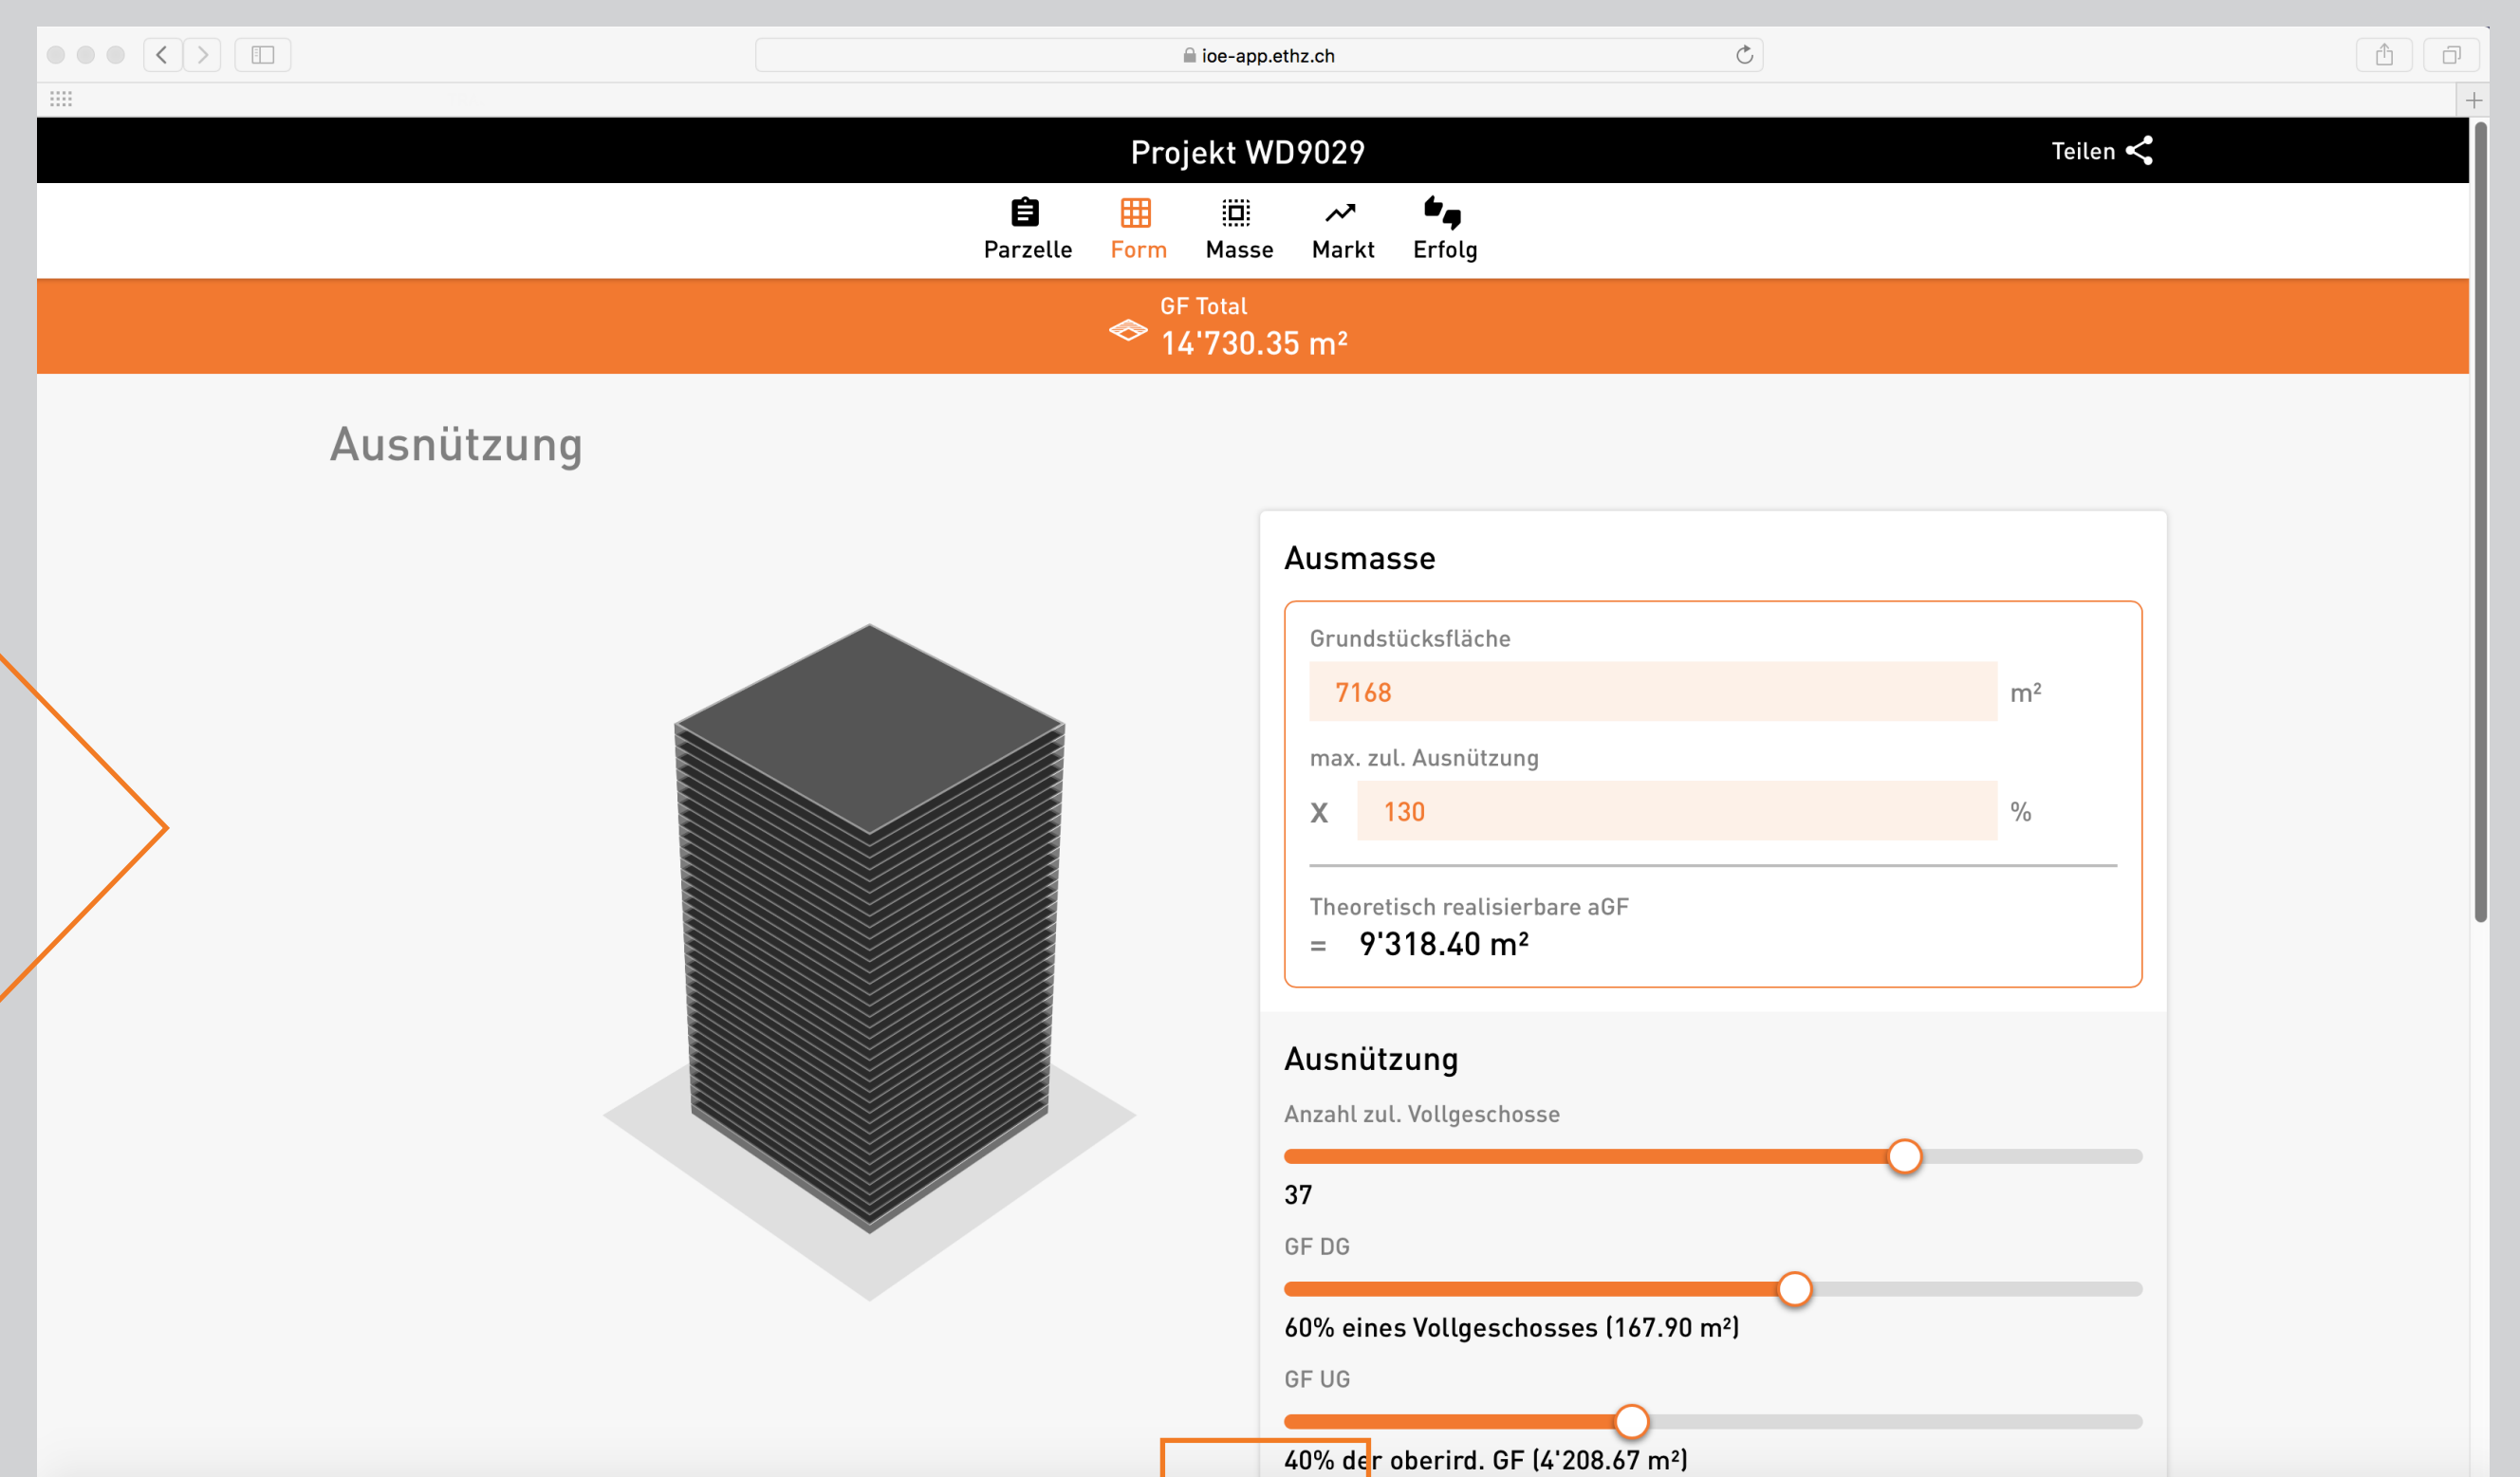 ioe-app.ethz.ch
Projekt WD9029
Teilen
Parzelle Form Masse Markt Erfolg
GF Total
14'730.35 m²
Ausnützung
Ausmasse
Grundstücksfläche
7168 m²
max. zul. Ausnützung
X 130 %
Theoretisch realisierbare aGF
= 9'318.40 m²
Ausnützung
Anzahl zul. Vollgeschosse
37
GF DG
60% eines Vollgeschosses (167.90 m²)
GF UG
40% der oberird. GF (4'208.67 m²)